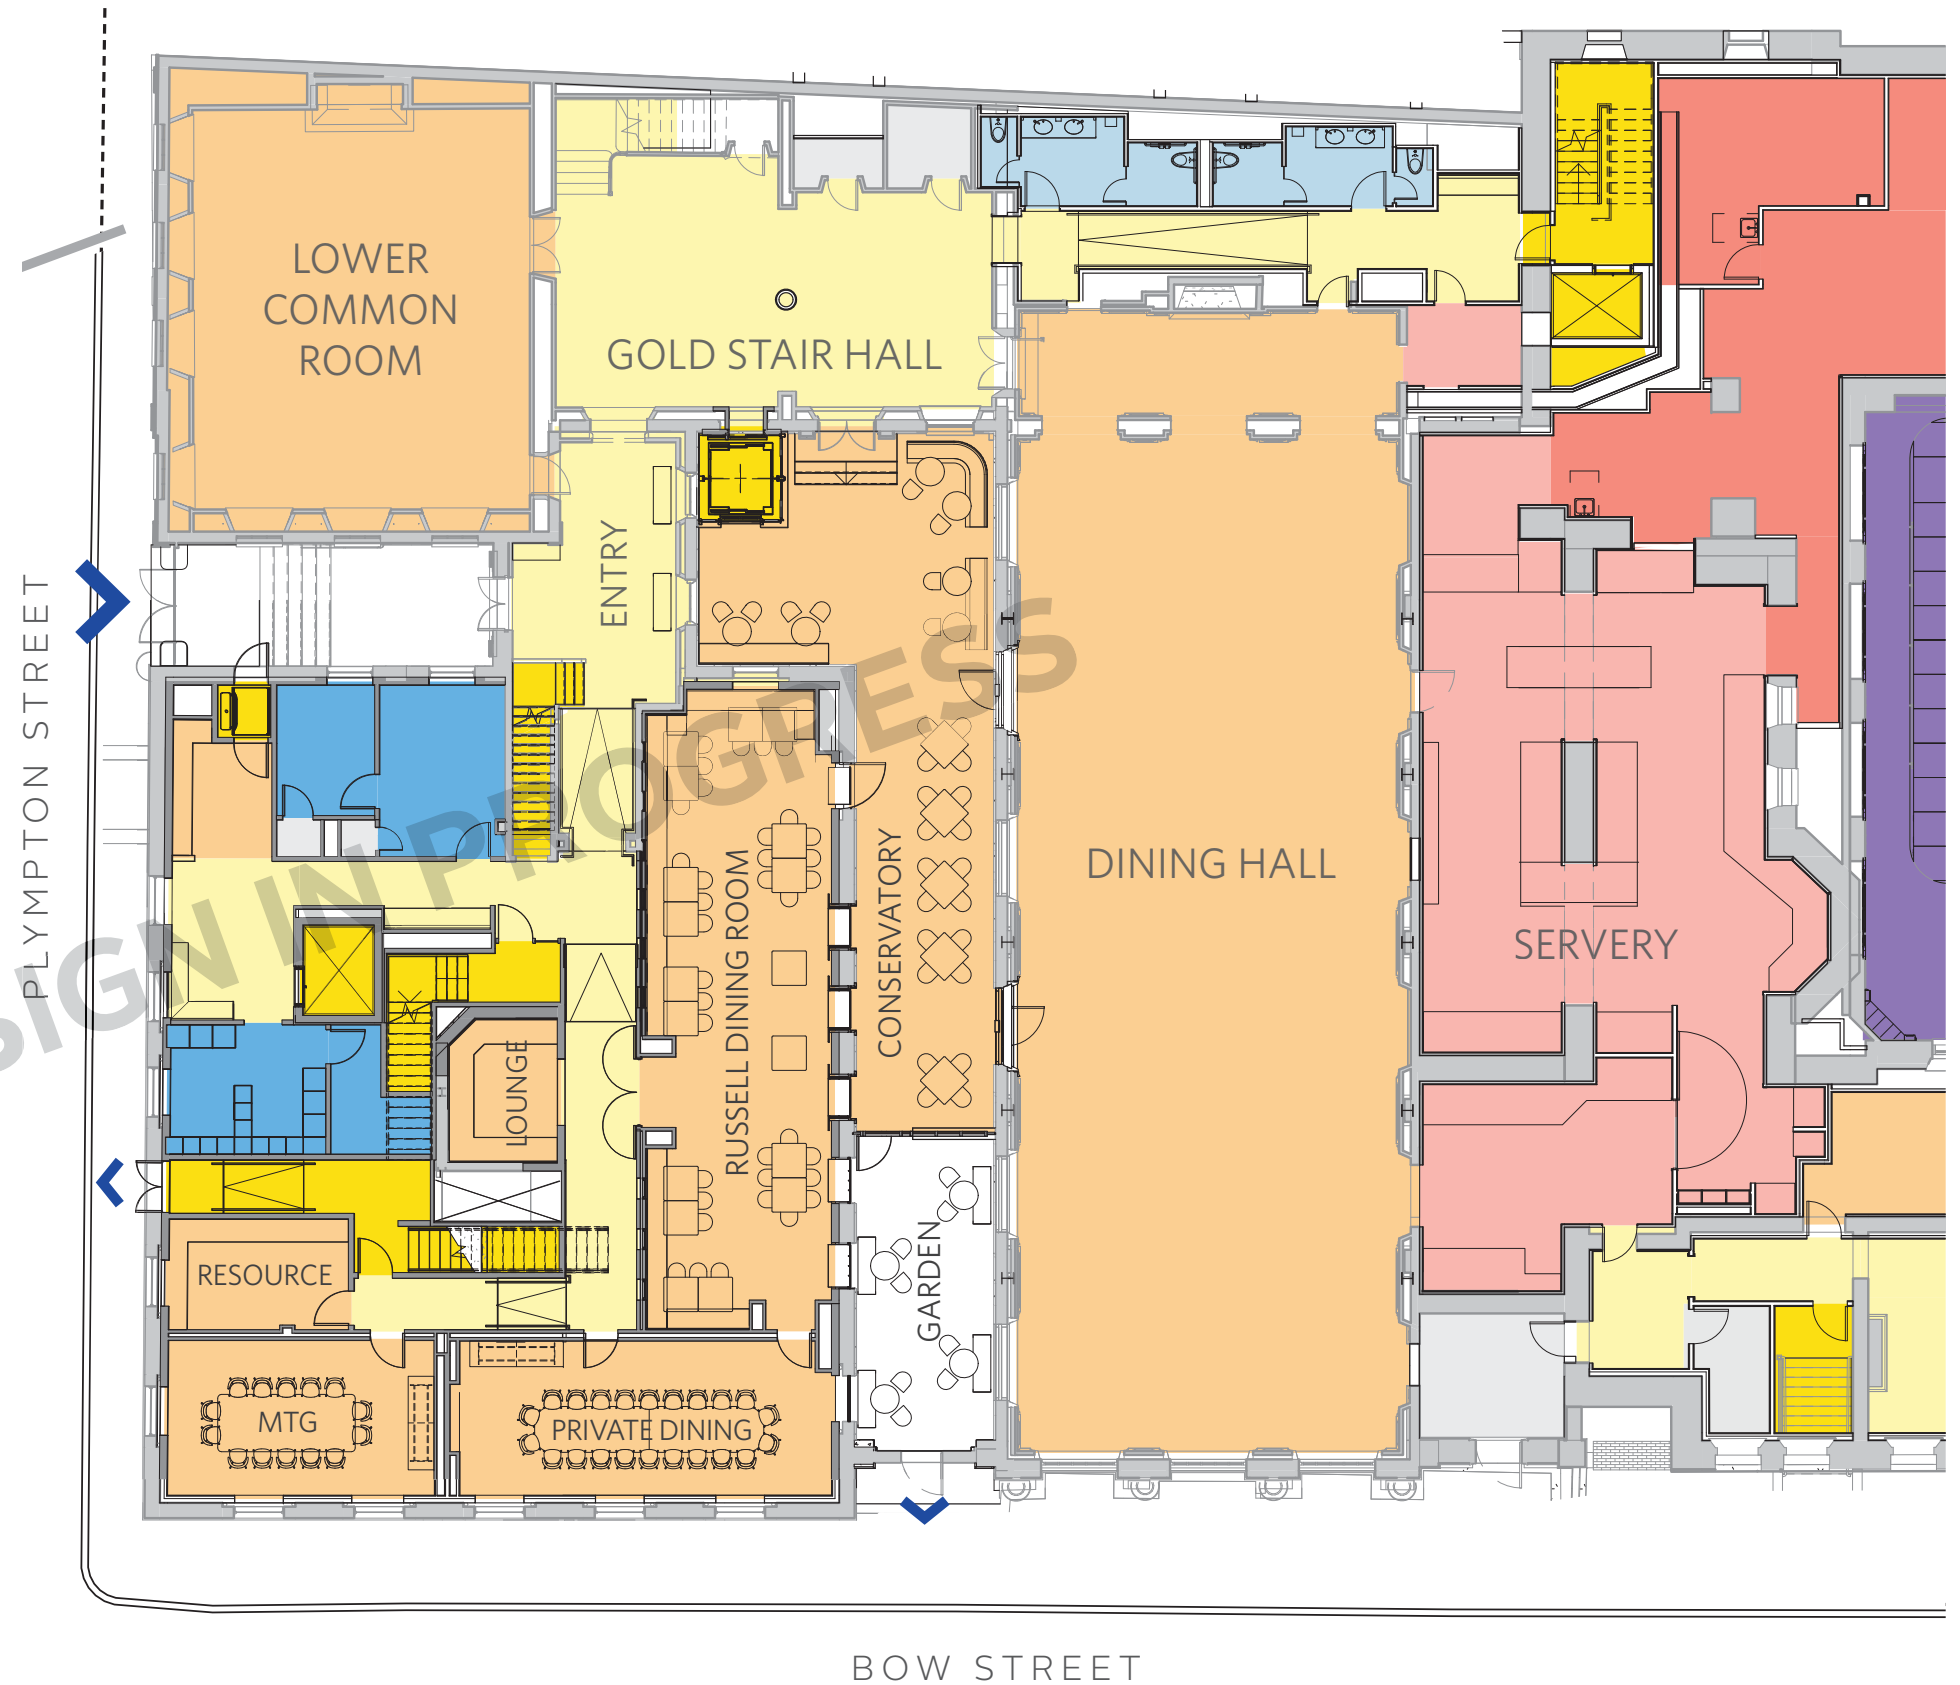 LOWER
COMMON
ROOM
GOLD STAIR HALL
ENTRY
PLYMPTON STREET
SIGN IN PROGRESS
DINING HALL
SERVERY
RUSSELL DINING ROOM
CONSERVATORY
LOUNGE
GARDEN
RESOURCE
MTG
PRIVATE DINING
BOW STREET